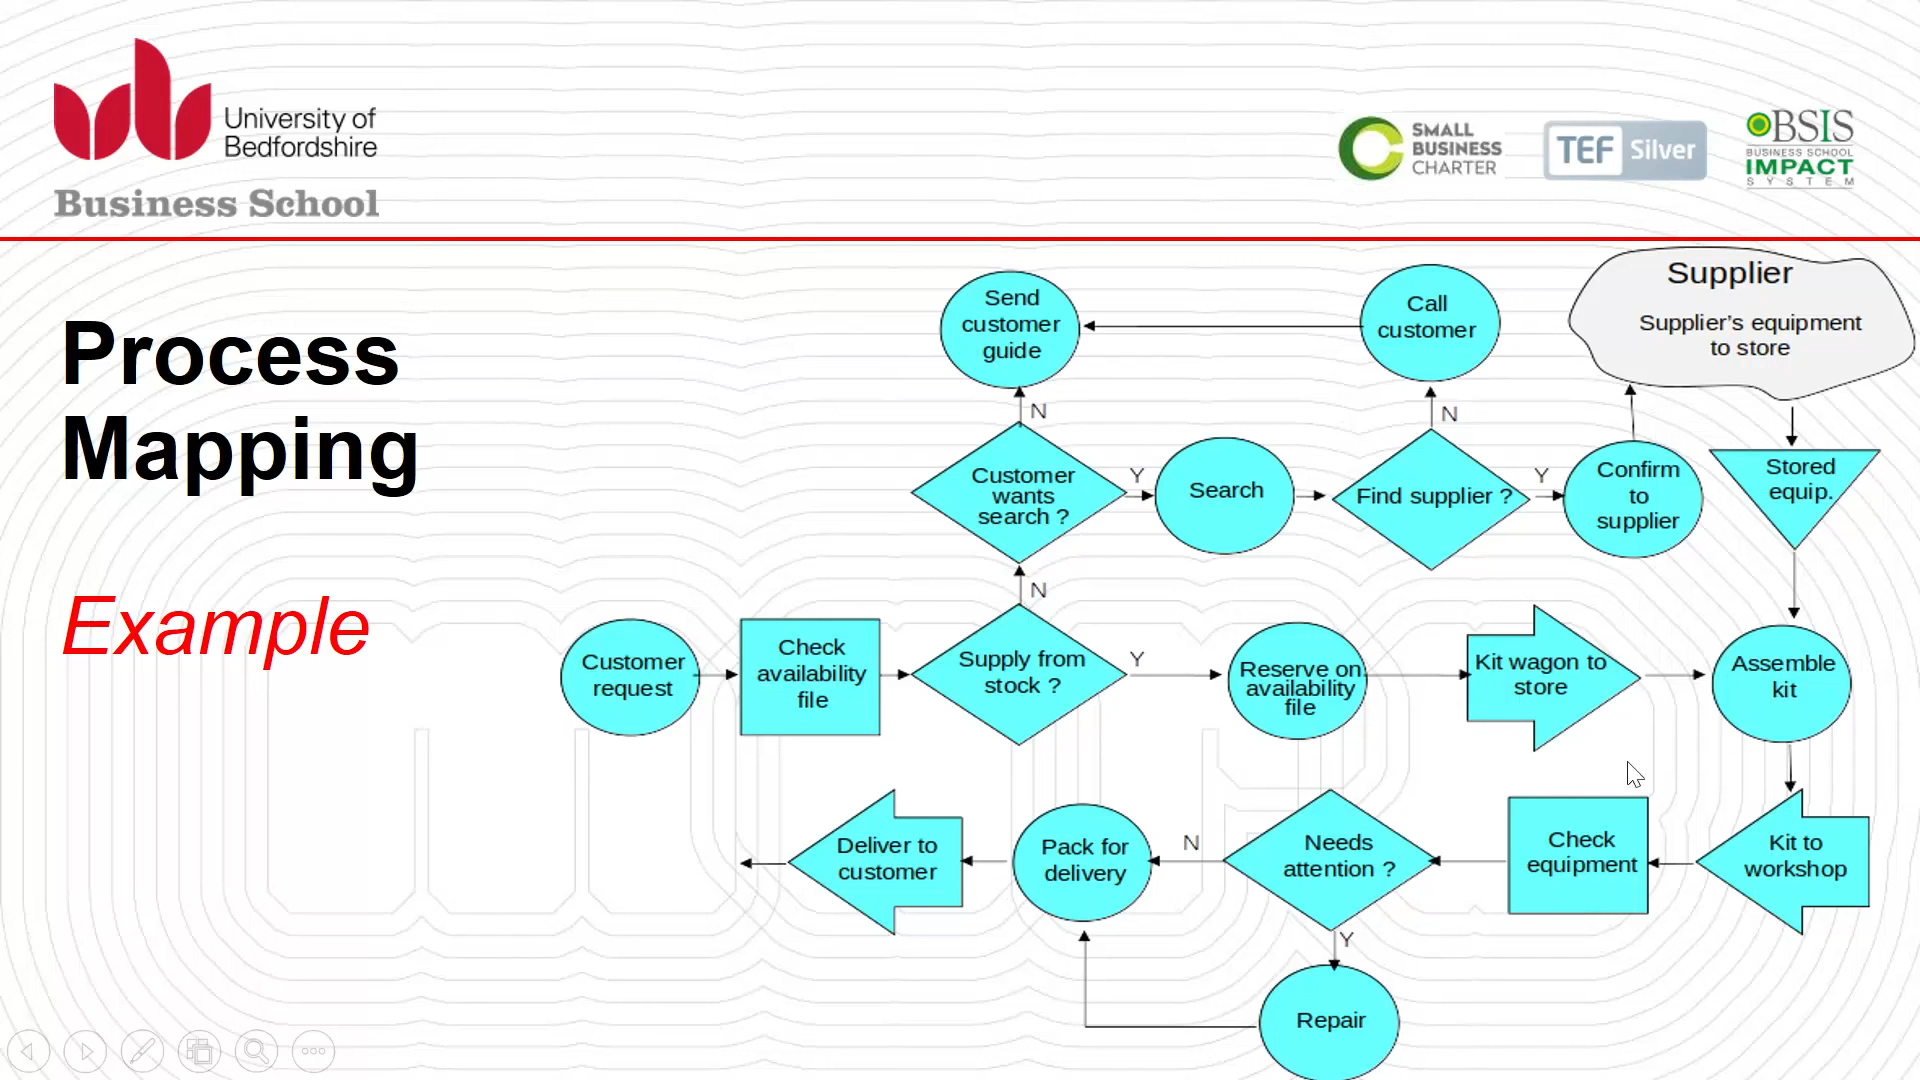 University of
Bedfordshire
Business School
SMALL
BUSINESS
CHARTER
TEF Silver
BSIS
BUSINESS SCHOOL
IMPACT
SYSTEM
Process
Mapping
Example
Send
customer
guide
Call
customer
Supplier
Supplier's equipment
to store
N
N
Customer
wants
search ?
Y
Search
Find supplier ?
Y
Confirm
to
supplier
Stored
equip.
N
Customer
request
Check
availability
file
Supply from
stock ?
Y
Reserve on
availability
file
Kit wagon to
store
Assemble
kit
Deliver to
customer
Pack for
delivery
N
Needs
attention ?
Check
equipment
Kit to
workshop
Y
Repair